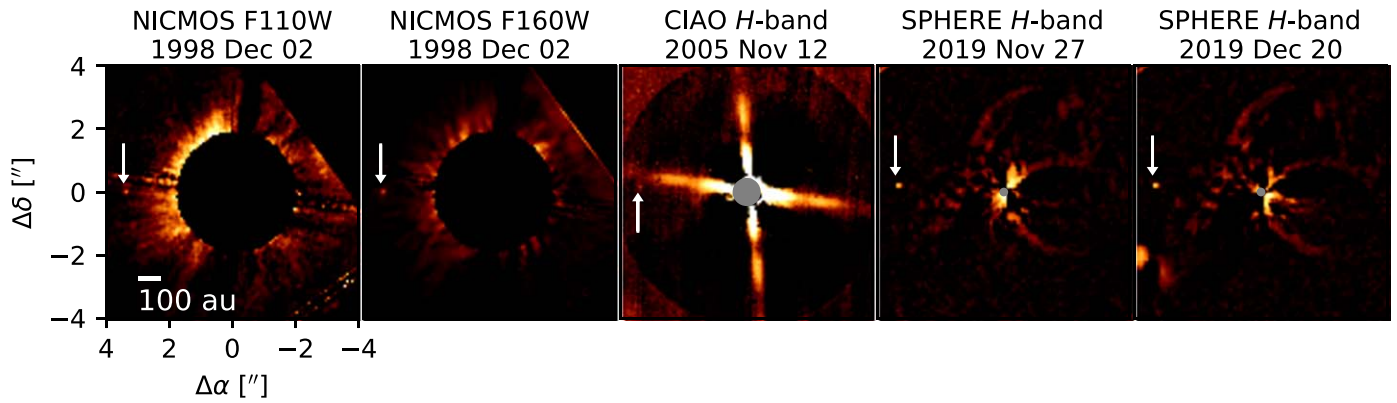 NICMOS F110W
1998 Dec 02
NICMOS F160W
1998 Dec 02
CIAO H-band
2005 Nov 12
SPHERE H-band
2019 Nov 27
SPHERE H-band
2019 Dec 20
4
2
0
−2
−4
Δδ [″]
100 au
4
2
0
−2
−4
Δα [″]